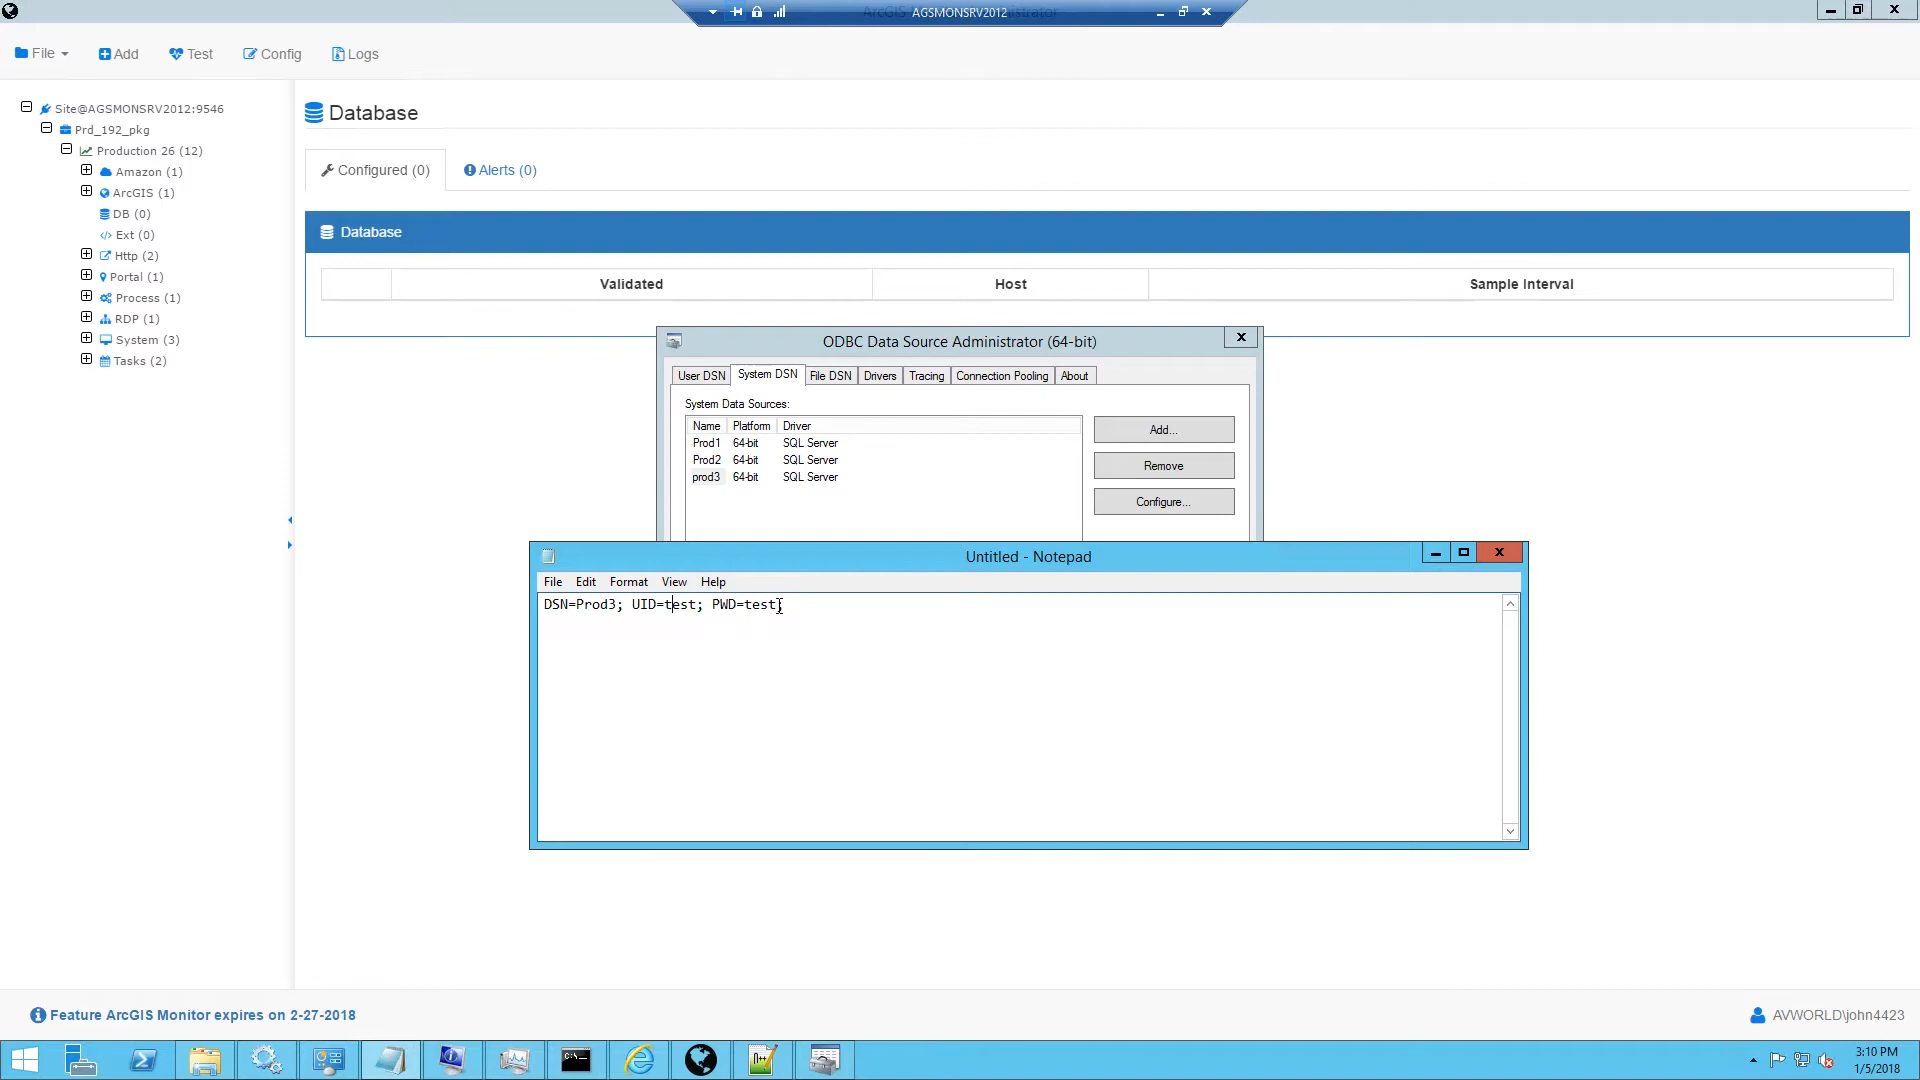 AGSMONSRV2012
File
Add
Test
Config
Logs
Site@AGSMONSRV2012:9546
Prd_192_pkg
Production 26 (12)
Amazon (1)
ArcGIS (1)
DB (0)
Ext (0)
Http (2)
Portal (1)
Process (1)
RDP (1)
System (3)
Tasks (2)
Database
Configured (0)
Alerts (0)
Database
Validated Host Sample Interval
ODBC Data Source Administrator (64-bit)
User DSN System DSN File DSN Drivers Tracing Connection Pooling About
System Data Sources:
Name Platform Driver
Prod1 64-bit SQL Server
Prod2 64-bit SQL Server
prod3 64-bit SQL Server
Add...
Remove
Configure...
Untitled - Notepad
File Edit Format View Help
DSN=Prod3; UID=test; PWD=test;
Feature ArcGIS Monitor expires on 2-27-2018
AVWORLD\john4423
3:10 PM
1/5/2018